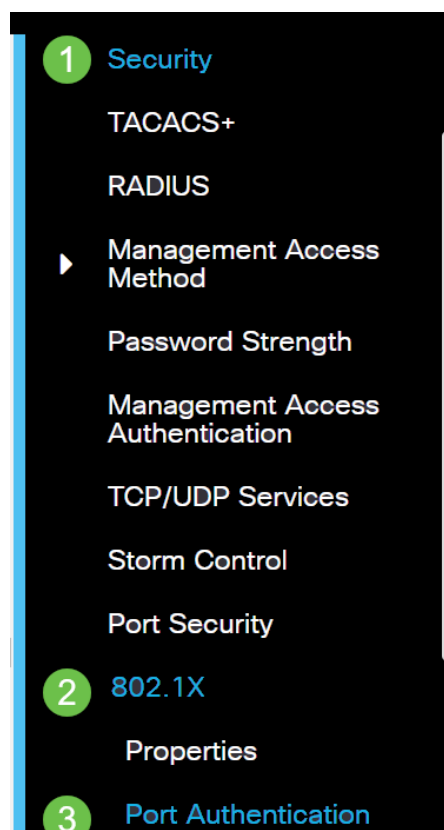 1 Security
TACACS+
RADIUS
Management Access
Method
Password Strength
Management Access
Authentication
TCP/UDP Services
Storm Control
Port Security
2 802.1X
Properties
3 Port Authentication